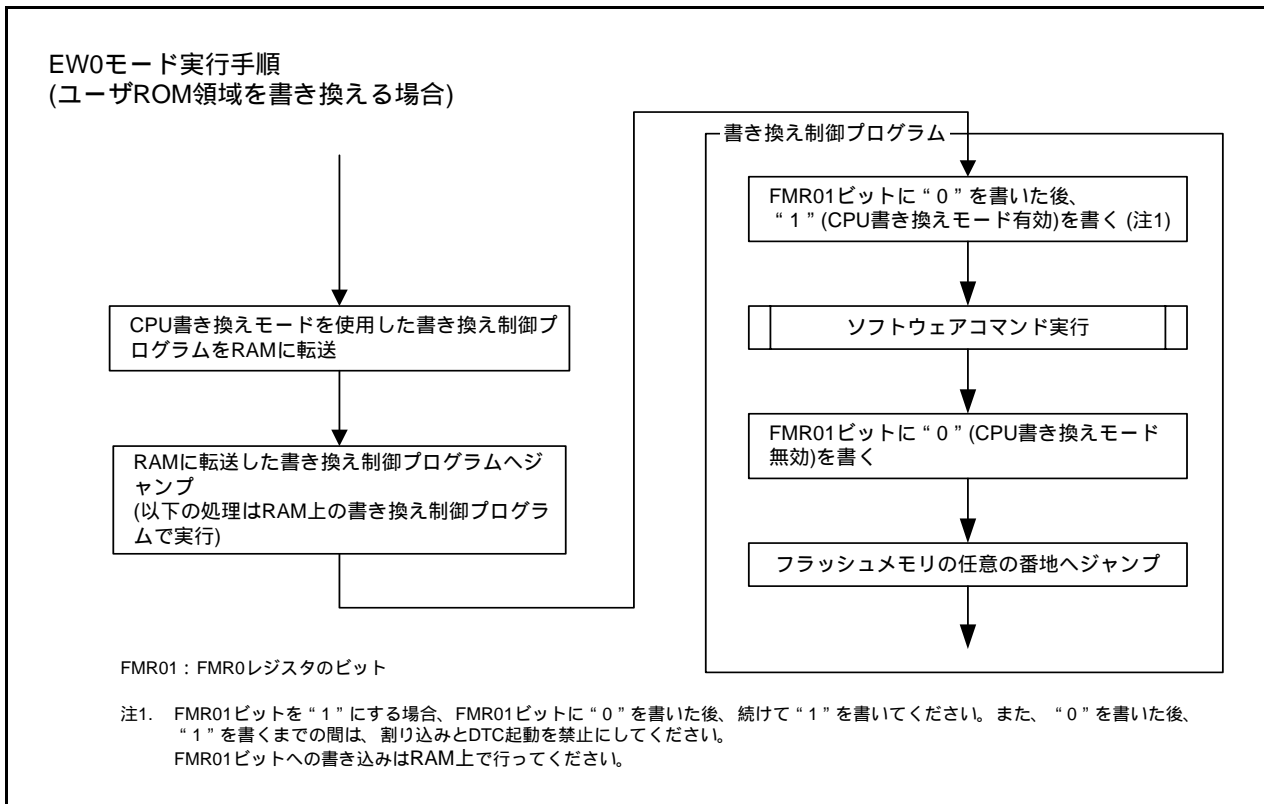 EW0モード実行手順
(ユーザROM領域を書き換える場合)
CPU書き換えモードを使用した書き換え制御プ
ログラムをRAMに転送
RAMに転送した書き換え制御プログラムへジ
ャンプ
(以下の処理はRAM上の書き換え制御プログラ
ムで実行)
書き換え制御プログラム
FMR01ビットに“0”を書いた後、
“1”(CPU書き換えモード有効)を書く (注1)
ソフトウェアコマンド実行
FMR01ビットに“0”(CPU書き換えモード
無効)を書く
フラッシュメモリの任意の番地へジャンプ
FMR01:FMR0レジスタのビット
注1. FMR01ビットを“1”にする場合、FMR01ビットに“0”を書いた後、続けて“1”を書いてください。また、“0”を書いた後、
“1”を書くまでの間は、割り込みとDTC起動を禁止にしてください。
FMR01ビットへの書き込みはRAM上で行ってください。